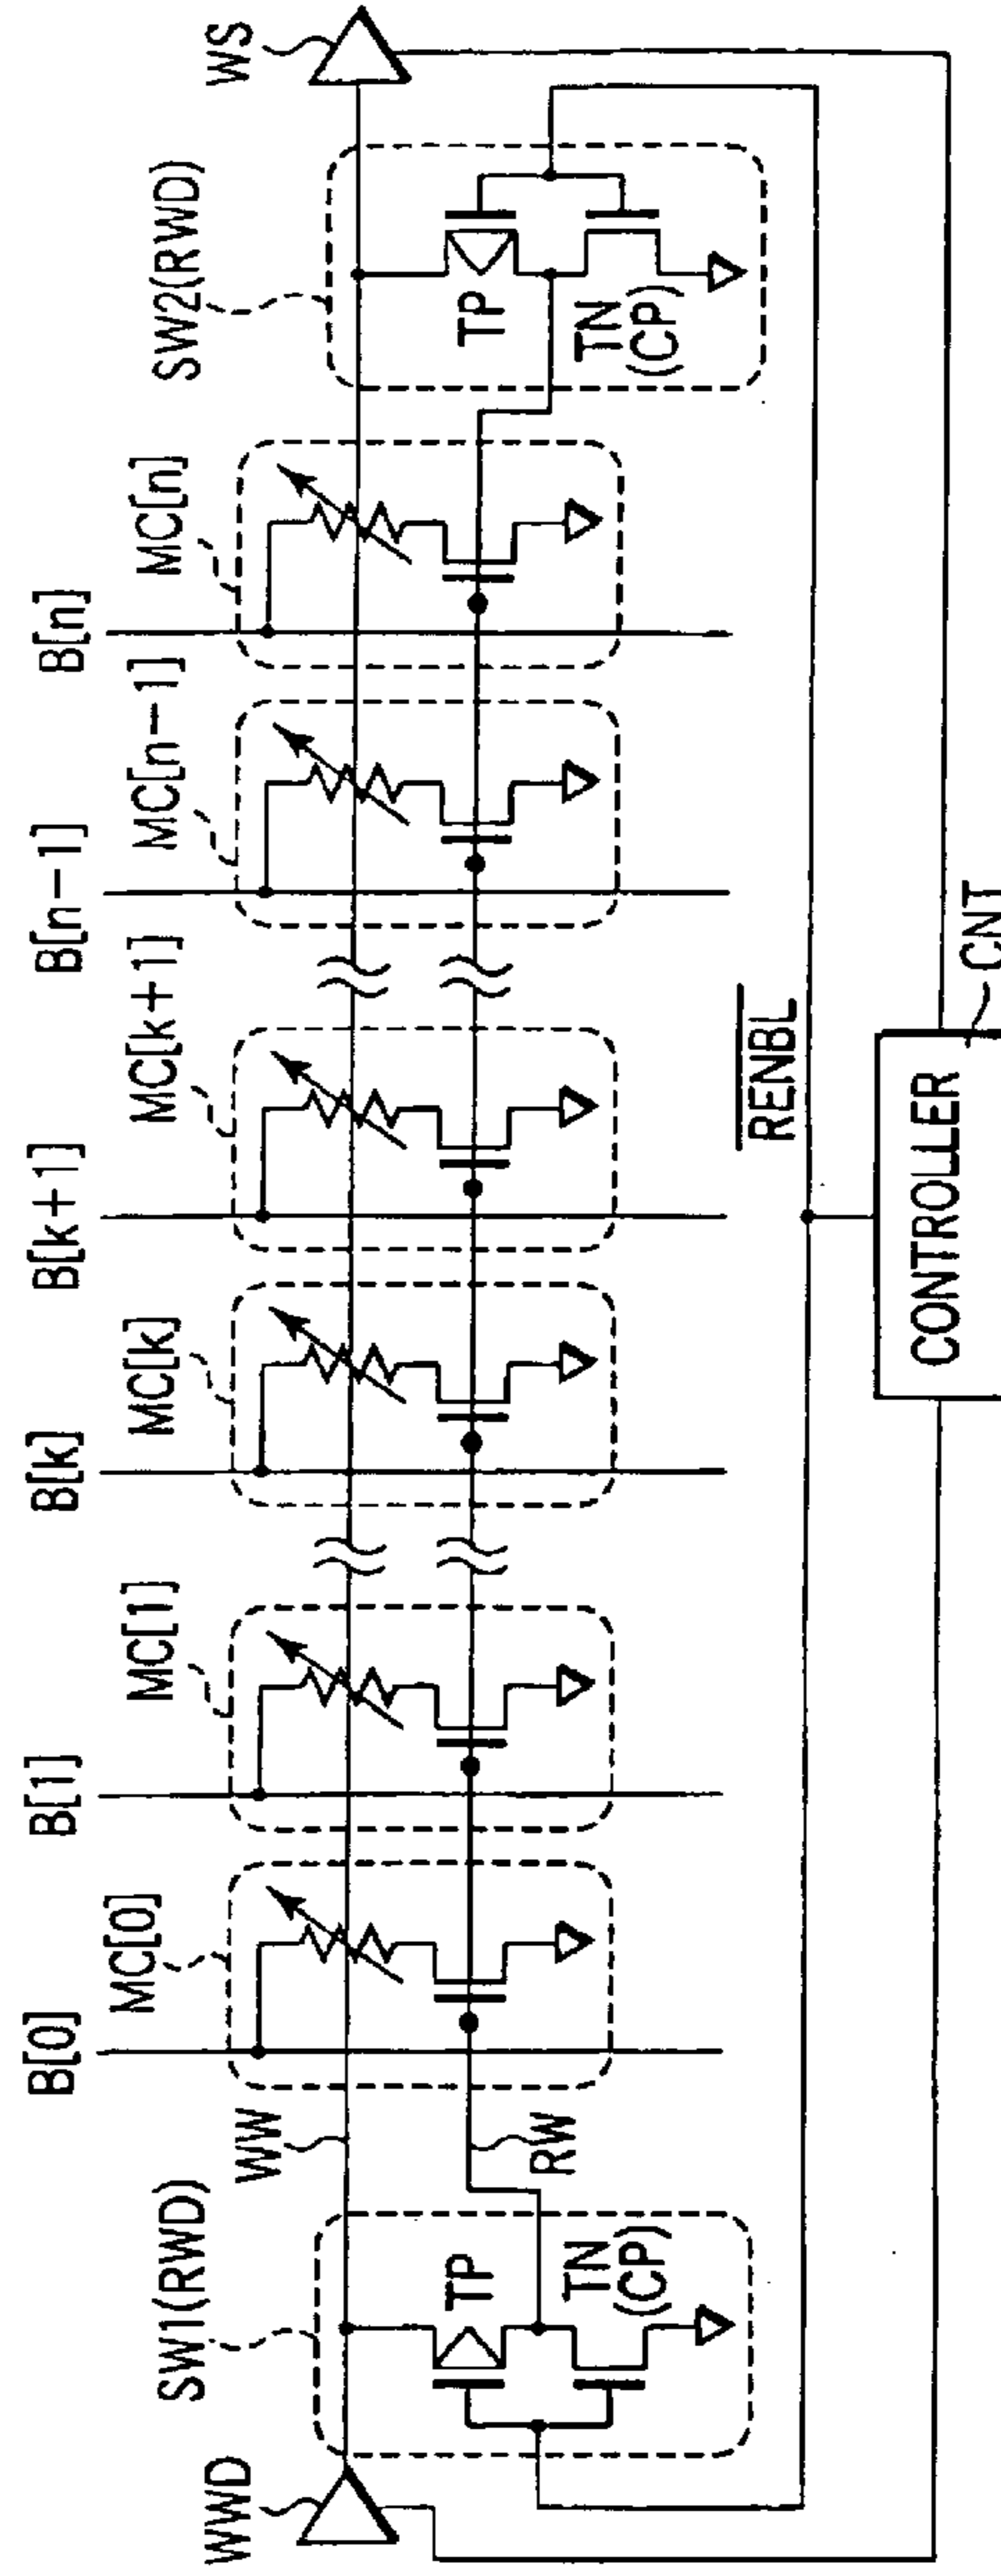 B[0]
B[1]
B[k]
B[k+1]
B[n-1]
B[n]
MC[0]
MC[1]
MC[k]
MC[k+1]
MC[n-1]
MC[n]
SW1(RWD)
SW2(RWD)
WWD
WW
WS
TP
RW
TN
(CP)
TP
TN
(CP)
RENBL
CONTROLLER
CNT